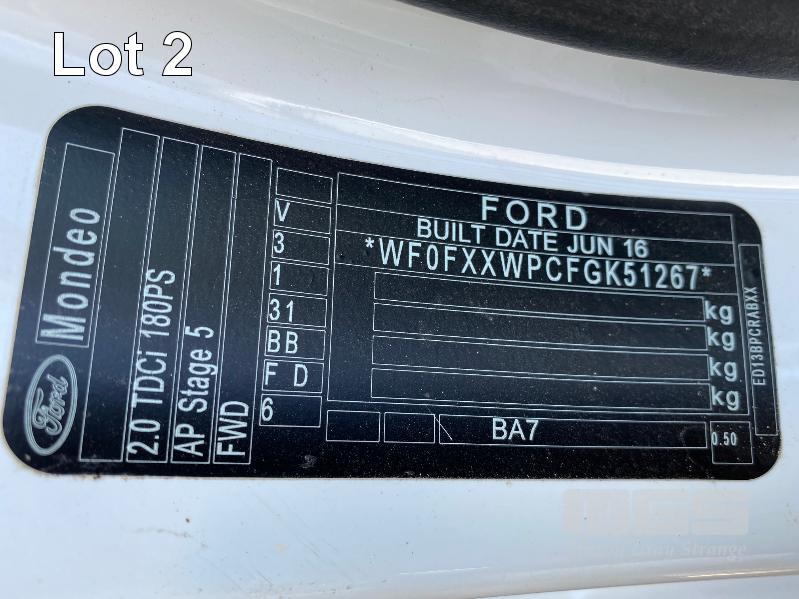 Lot 2
FORD
BUILT DATE JUN 16
*WF0FXXWPCFGK51267*
kg
kg
kg
kg
BA7
0.50
ED13BPCRABXX
V
3
1
31
BB
F D
6
FWD
AP Stage 5
2.0 TDCi 180PS
Mondeo
Ford